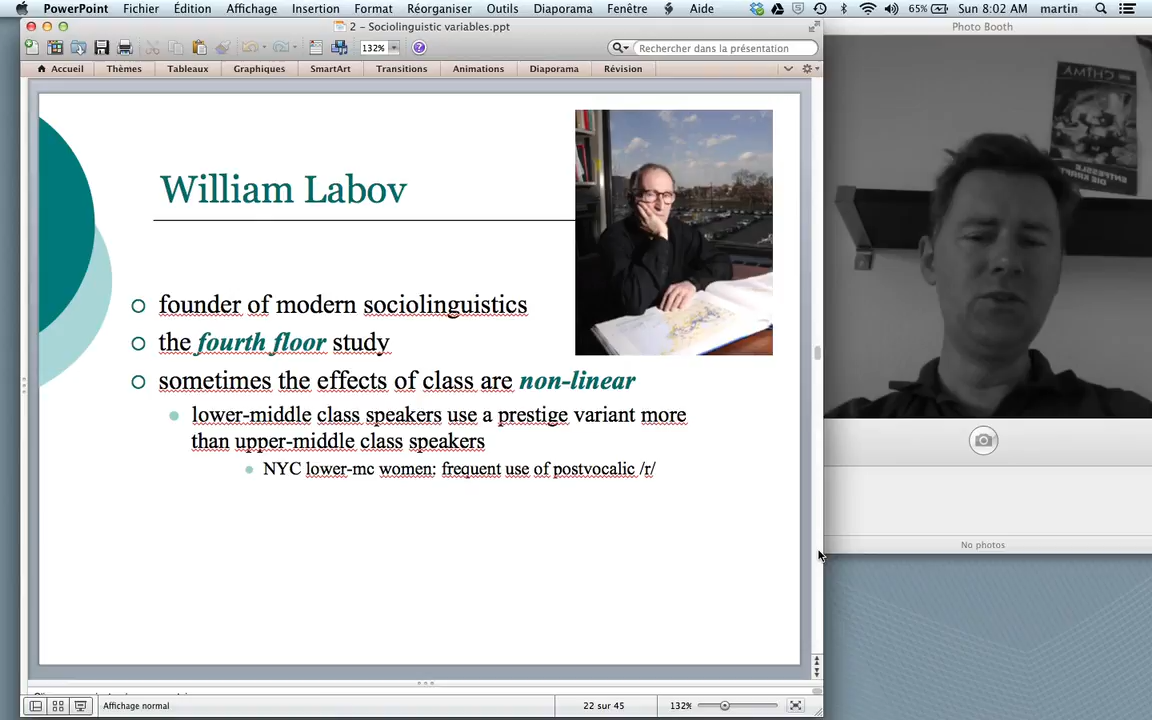 PowerPoint Fichier Édition Affichage Insertion Format Réorganiser Outils Diaporama Fenêtre Aide 65% Sun 8:02 AM martin
2 – Sociolinguistic variables.ppt
Photo Booth
132%
Rechercher dans la présentation
Accueil Thèmes Tableaux Graphiques SmartArt Transitions Animations Diaporama Révision
William Labov
founder of modern sociolinguistics
the fourth floor study
sometimes the effects of class are non-linear
lower-middle class speakers use a prestige variant more
than upper-middle class speakers
NYC lower-mc women: frequent use of postvocalic /r/
CHIMAY
No photos
Affichage normal
22 sur 45
132%